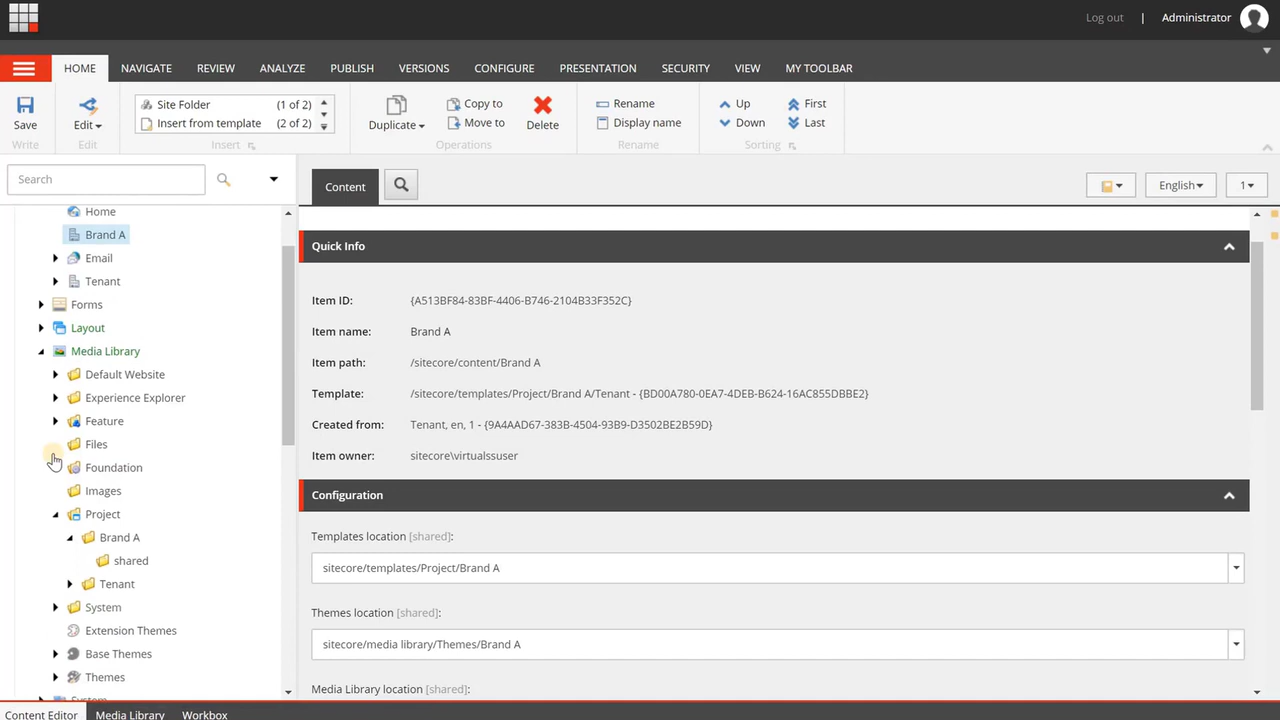 Log out | Administrator
HOME NAVIGATE REVIEW ANALYZE PUBLISH VERSIONS CONFIGURE PRESENTATION SECURITY VIEW MY TOOLBAR
Save
Write
Edit
Edit
Site Folder (1 of 2)
Insert from template (2 of 2)
Insert
Duplicate
Copy to
Move to
Delete
Operations
Rename
Display name
Rename
Up
Down
First
Last
Sorting
Search
Home
Brand A
Email
Tenant
Forms
Layout
Media Library
Default Website
Experience Explorer
Feature
Files
Foundation
Images
Project
Brand A
shared
Tenant
System
Extension Themes
Base Themes
Themes
System
Content
English
1
Quick Info
Item ID: {A513BF84-83BF-4406-B746-2104B33F352C}
Item name: Brand A
Item path: /sitecore/content/Brand A
Template: /sitecore/templates/Project/Brand A/Tenant - {BD00A780-0EA7-4DEB-B624-16AC855DBBE2}
Created from: Tenant, en, 1 - {9A4AAD67-383B-4504-93B9-D3502BE2B59D}
Item owner: sitecore\virtualssuser
Configuration
Templates location [shared]:
sitecore/templates/Project/Brand A
Themes location [shared]:
sitecore/media library/Themes/Brand A
Media Library location [shared]:
Content Editor Media Library Workbox